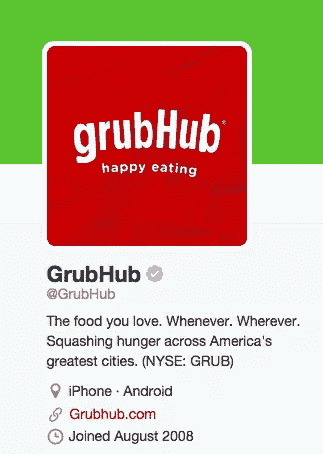 grubHub®
happy eating
GrubHub
@GrubHub
The food you love. Whenever. Wherever.
Squashing hunger across America's
greatest cities. (NYSE: GRUB)
iPhone · Android
Grubhub.com
Joined August 2008